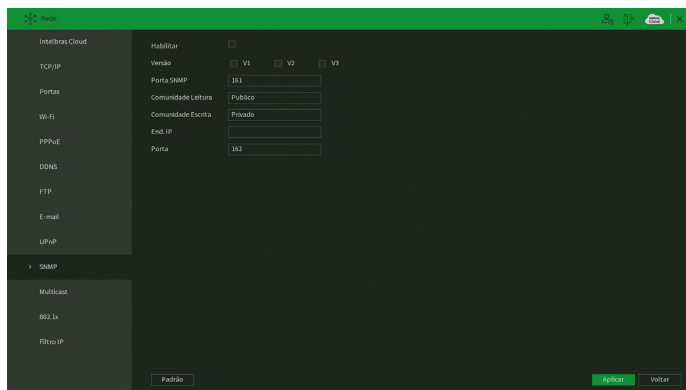 Rede
Intelbras Cloud
TCP/IP
Portas
Wi-Fi
PPPoE
DDNS
FTP
E-mail
UPnP
> SNMP
Multicast
802.1x
Filtro IP
Habilitar
Versão V1 V2 V3
Porta SNMP 161
Comunidade Leitura Publico
Comunidade Escrita Privado
End. IP
Porta 162
Padrão Aplicar Voltar